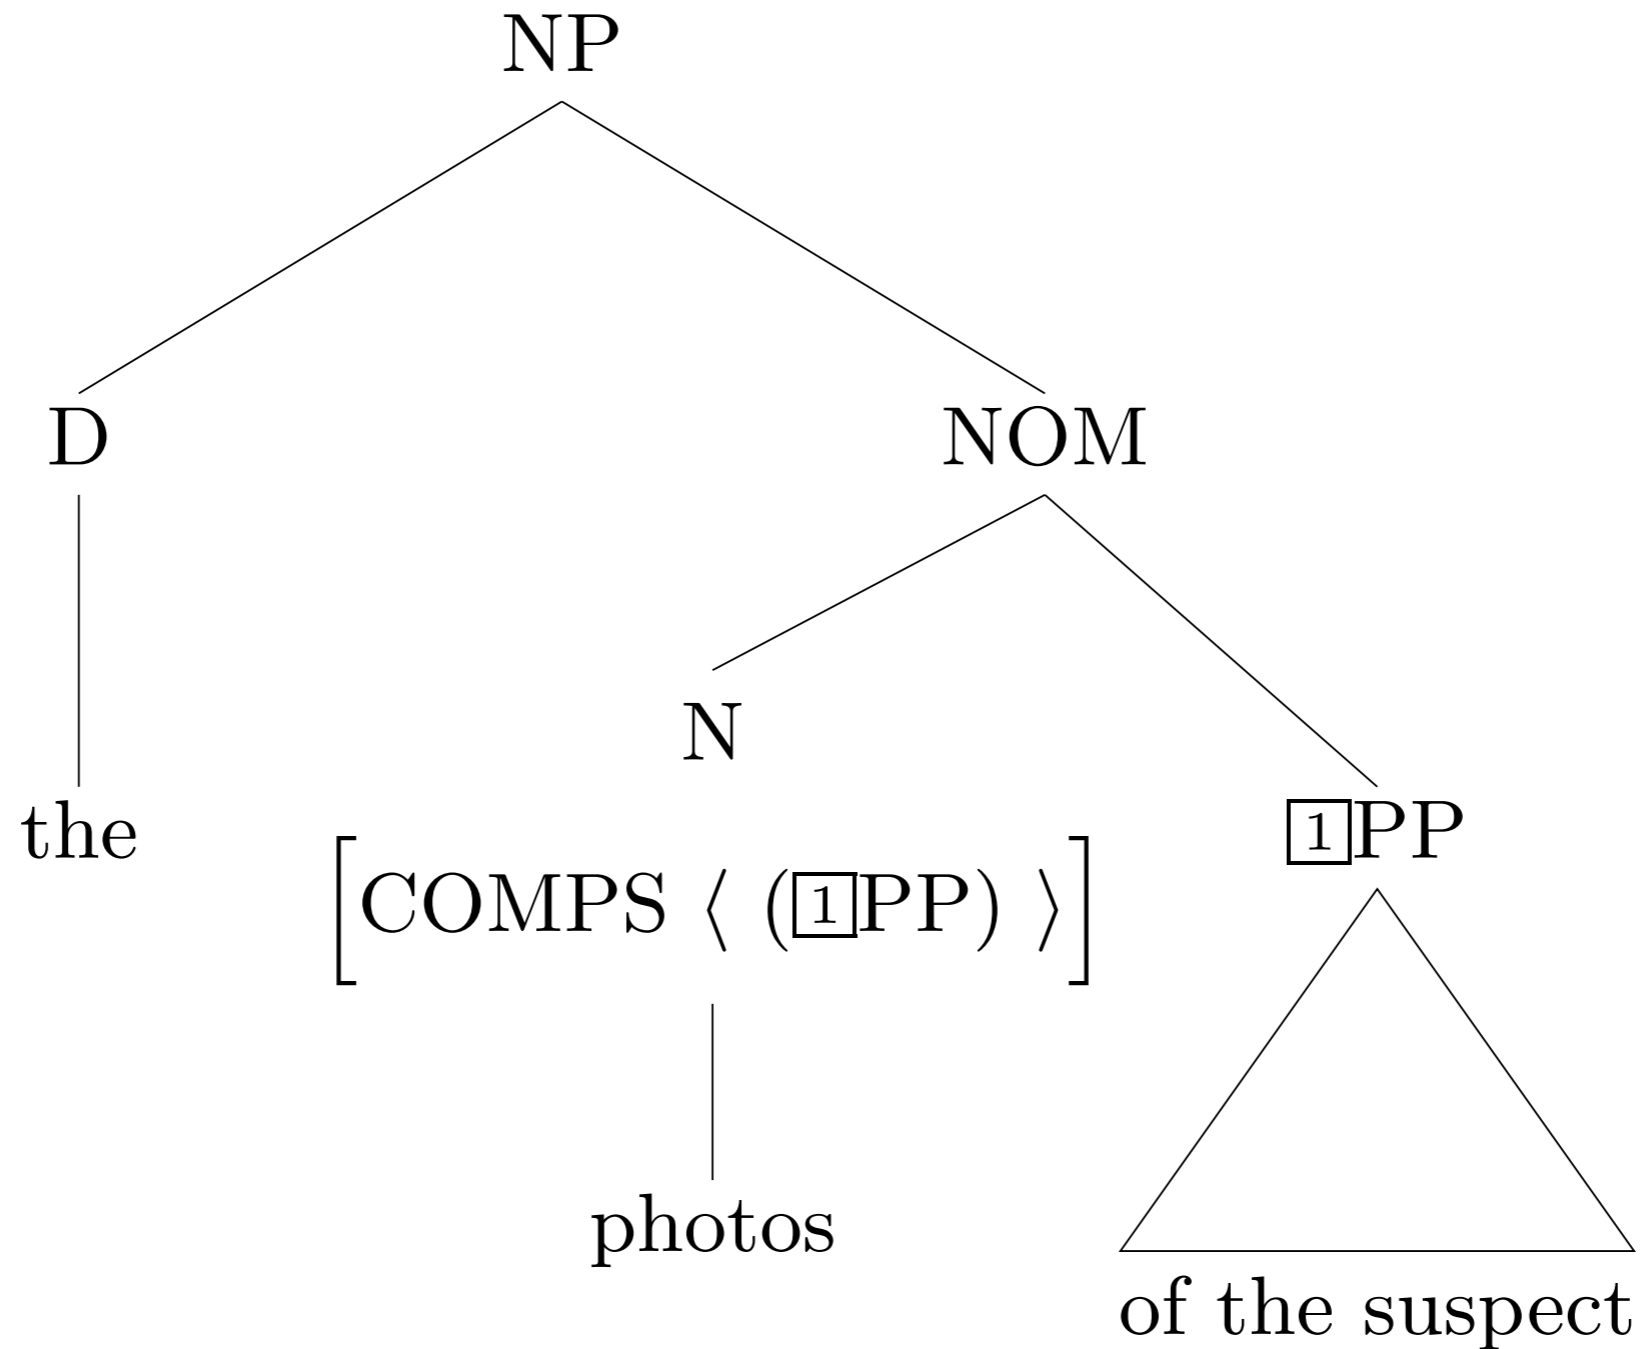 NP
D NOM
N
the 1PP
[COMPS ⟨ (1PP) ⟩]
photos
of the suspect